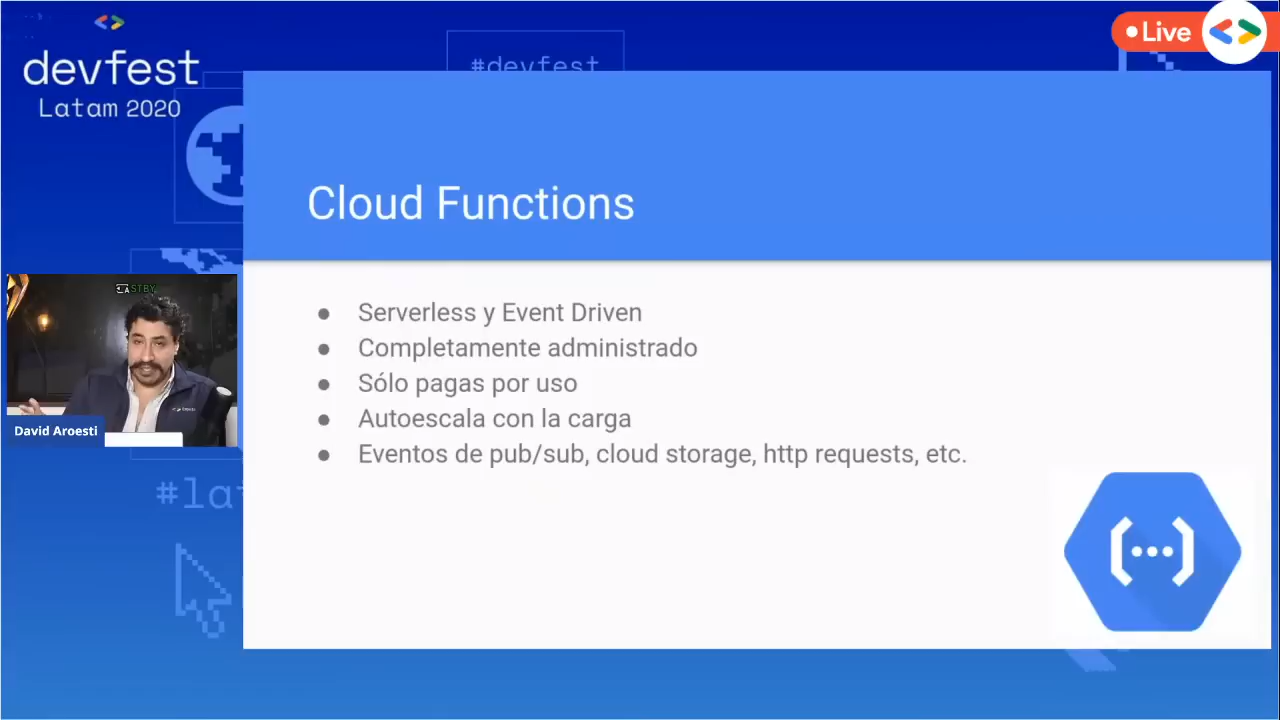 devfest
Latam 2020
#devfest
Live
Cloud Functions
● Serverless y Event Driven
● Completamente administrado
● Sólo pagas por uso
● Autoescala con la carga
● Eventos de pub/sub, cloud storage, http requests, etc.
STBY
David Aroesti
#la